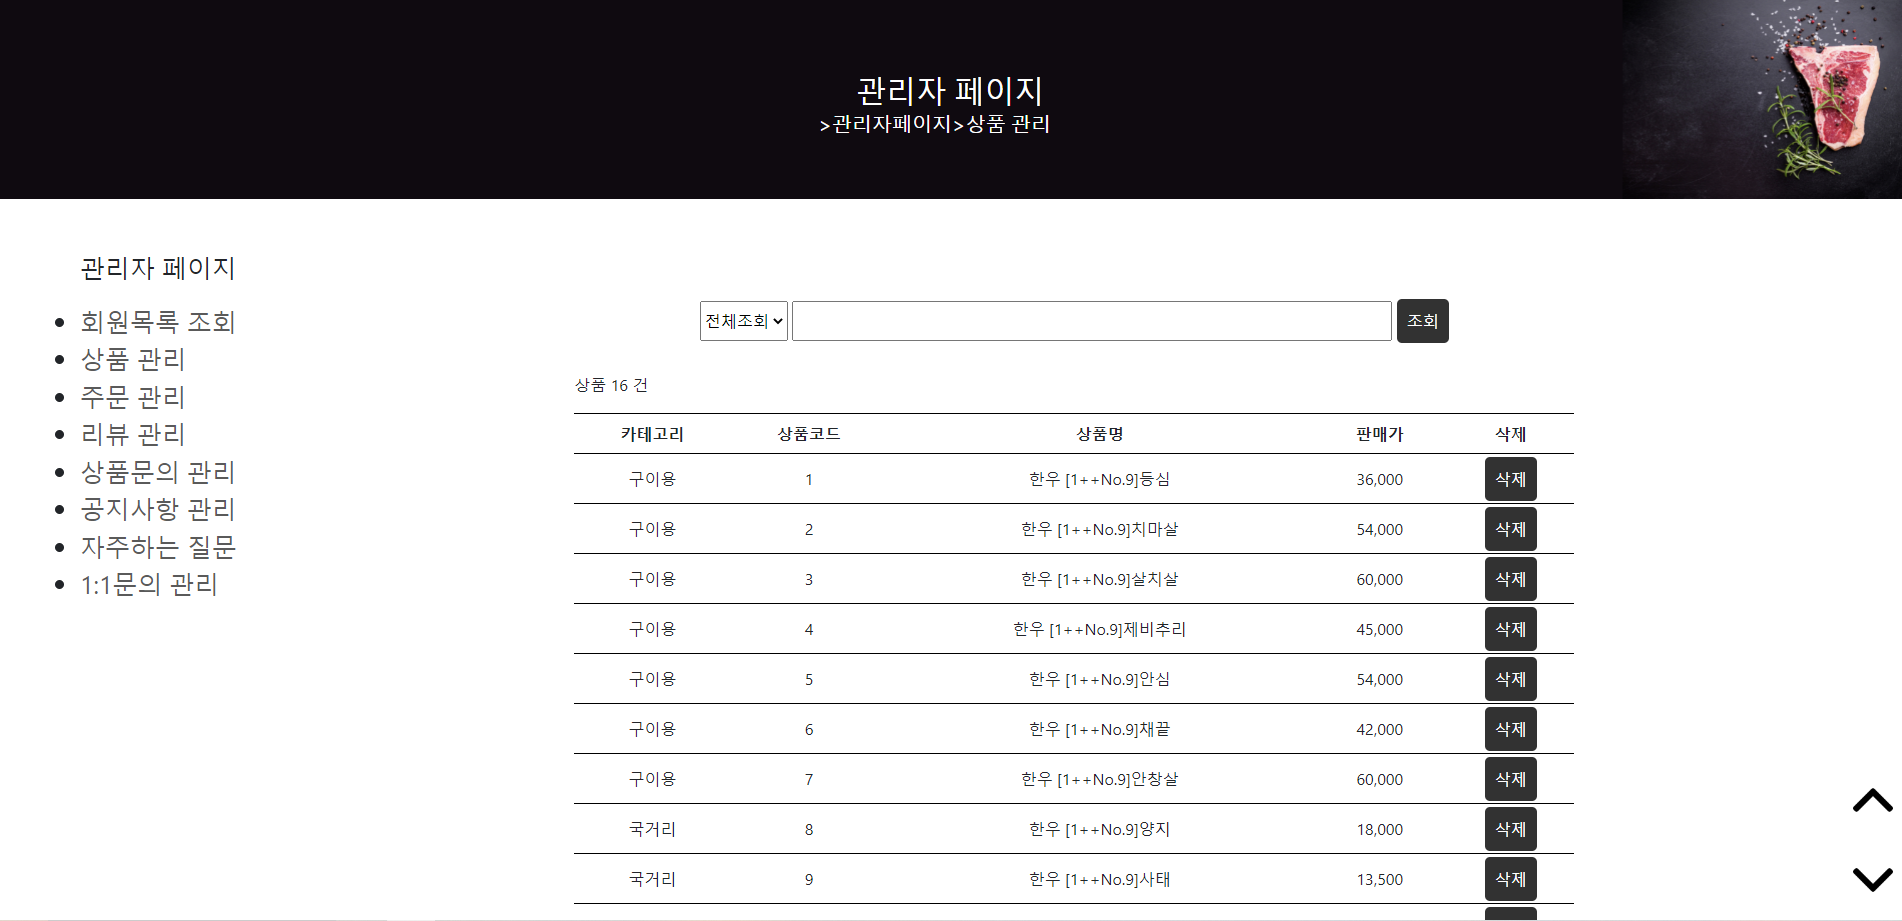 관리자 페이지
>관리자페이지>상품 관리
관리자 페이지
회원목록 조회
상품 관리
주문 관리
리뷰 관리
상품문의 관리
공지사항 관리
자주하는 질문
1:1문의 관리
전체조회 조회
상품 16 건
카테고리 상품코드 상품명 판매가 삭제
구이용 1 한우 [1++No.9]등심 36,000 삭제
구이용 2 한우 [1++No.9]치마살 54,000 삭제
구이용 3 한우 [1++No.9]살치살 60,000 삭제
구이용 4 한우 [1++No.9]제비추리 45,000 삭제
구이용 5 한우 [1++No.9]안심 54,000 삭제
구이용 6 한우 [1++No.9]채끝 42,000 삭제
구이용 7 한우 [1++No.9]안창살 60,000 삭제
국거리 8 한우 [1++No.9]양지 18,000 삭제
국거리 9 한우 [1++No.9]사태 13,500 삭제